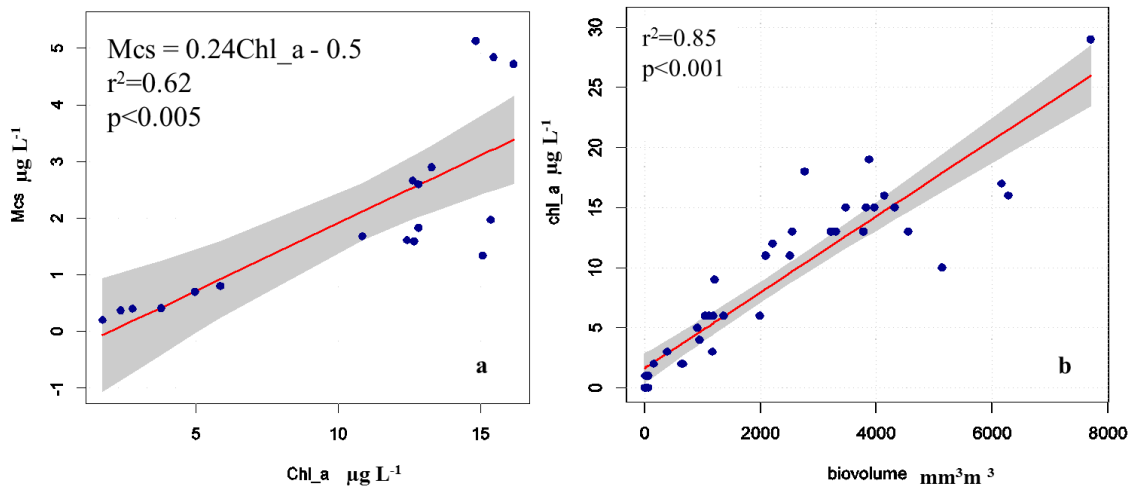 Mcs = 0.24Chl_a - 0.5
r²=0.62
p<0.005
Mcs µg L⁻¹
5
4
3
2
1
0
-1
a
5
10
15
Chl_a µg L⁻¹
r²=0.85
p<0.001
chl_a µg L⁻¹
30
25
20
15
10
5
0
b
0
2000
4000
6000
8000
biovolume mm³m ³